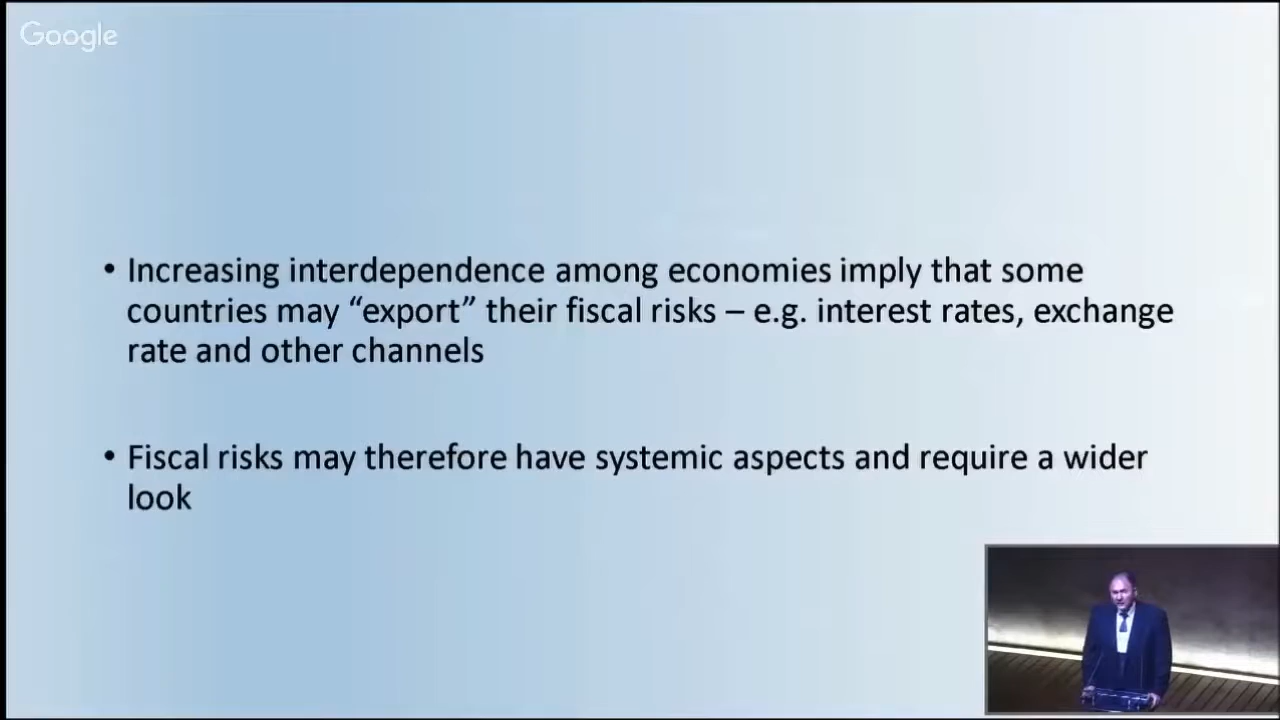 Google
• Increasing interdependence among economies imply that some
countries may “export” their fiscal risks – e.g. interest rates, exchange
rate and other channels
• Fiscal risks may therefore have systemic aspects and require a wider
look